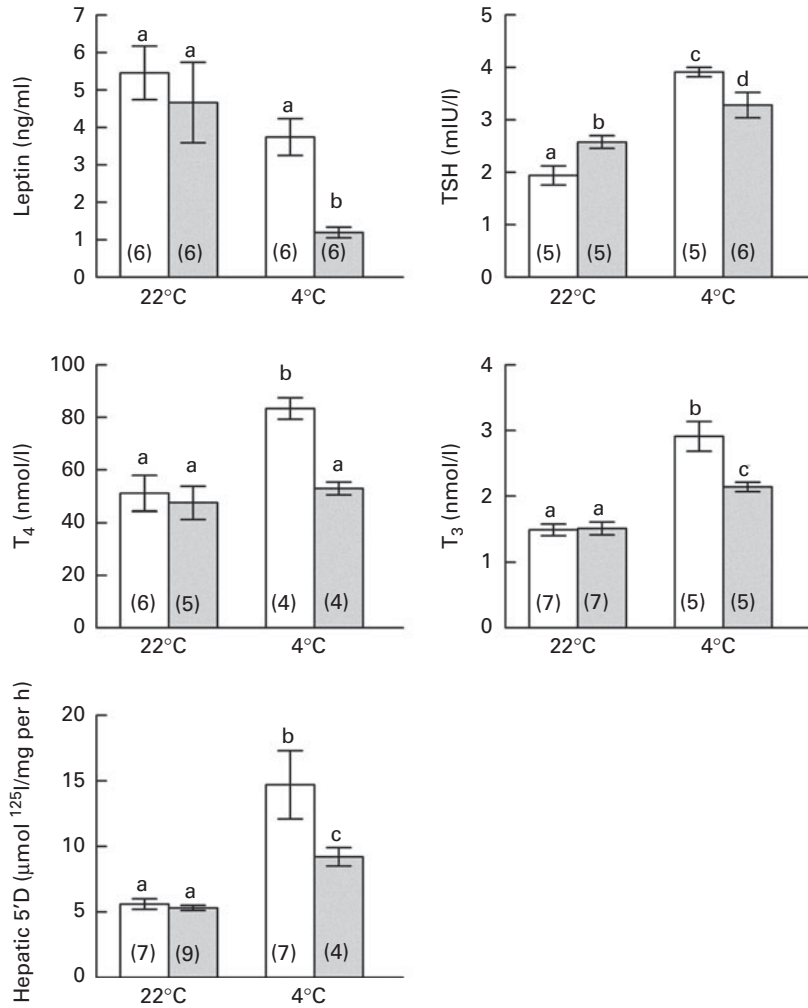 Leptin (ng/ml)
7
6
5
4
3
2
1
0
a
a
a
b
(6)
(6)
(6)
(6)
22°C
4°C
TSH (mIU/l)
5
4
3
2
1
0
a
b
c
d
(5)
(5)
(5)
(6)
22°C
4°C
T4 (nmol/l)
100
80
60
40
20
0
a
a
b
a
(6)
(5)
(4)
(4)
22°C
4°C
T3 (nmol/l)
4
3
2
1
0
a
a
b
c
(7)
(7)
(5)
(5)
22°C
4°C
Hepatic 5′D (µmol ¹²⁵I/mg per h)
20
15
10
5
0
a
a
b
c
(7)
(9)
(7)
(4)
22°C
4°C